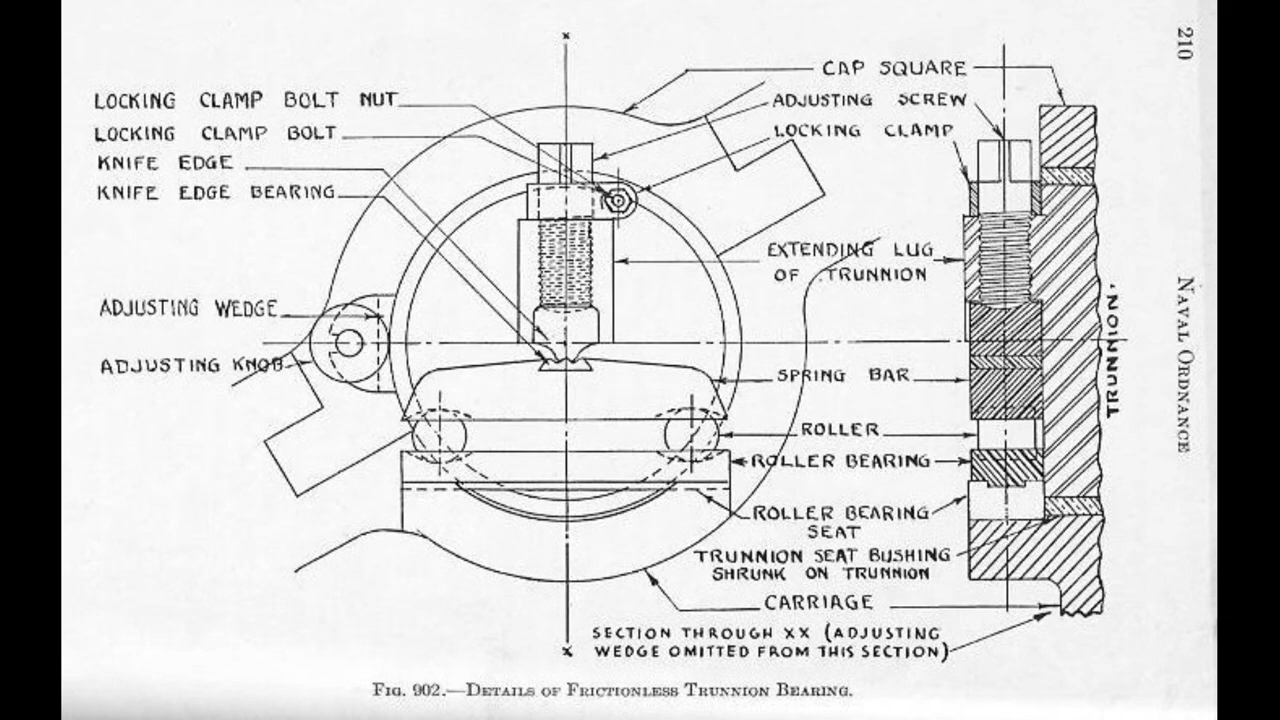 210
NAVAL ORDNANCE
CAP SQUARE
ADJUSTING SCREW
LOCKING CLAMP
LOCKING CLAMP BOLT NUT
LOCKING CLAMP BOLT
KNIFE EDGE
KNIFE EDGE BEARING
ADJUSTING WEDGE
ADJUSTING KNOB
EXTENDING LUG
OF TRUNNION
SPRING BAR
ROLLER
ROLLER BEARING
ROLLER BEARING
SEAT
TRUNNION SEAT BUSHING
SHRUNK ON TRUNNION
CARRIAGE
TRUNNION.
x
x
SECTION THROUGH XX (ADJUSTING
WEDGE OMITTED FROM THIS SECTION)
FIG. 902.—DETAILS OF FRICTIONLESS TRUNNION BEARING.